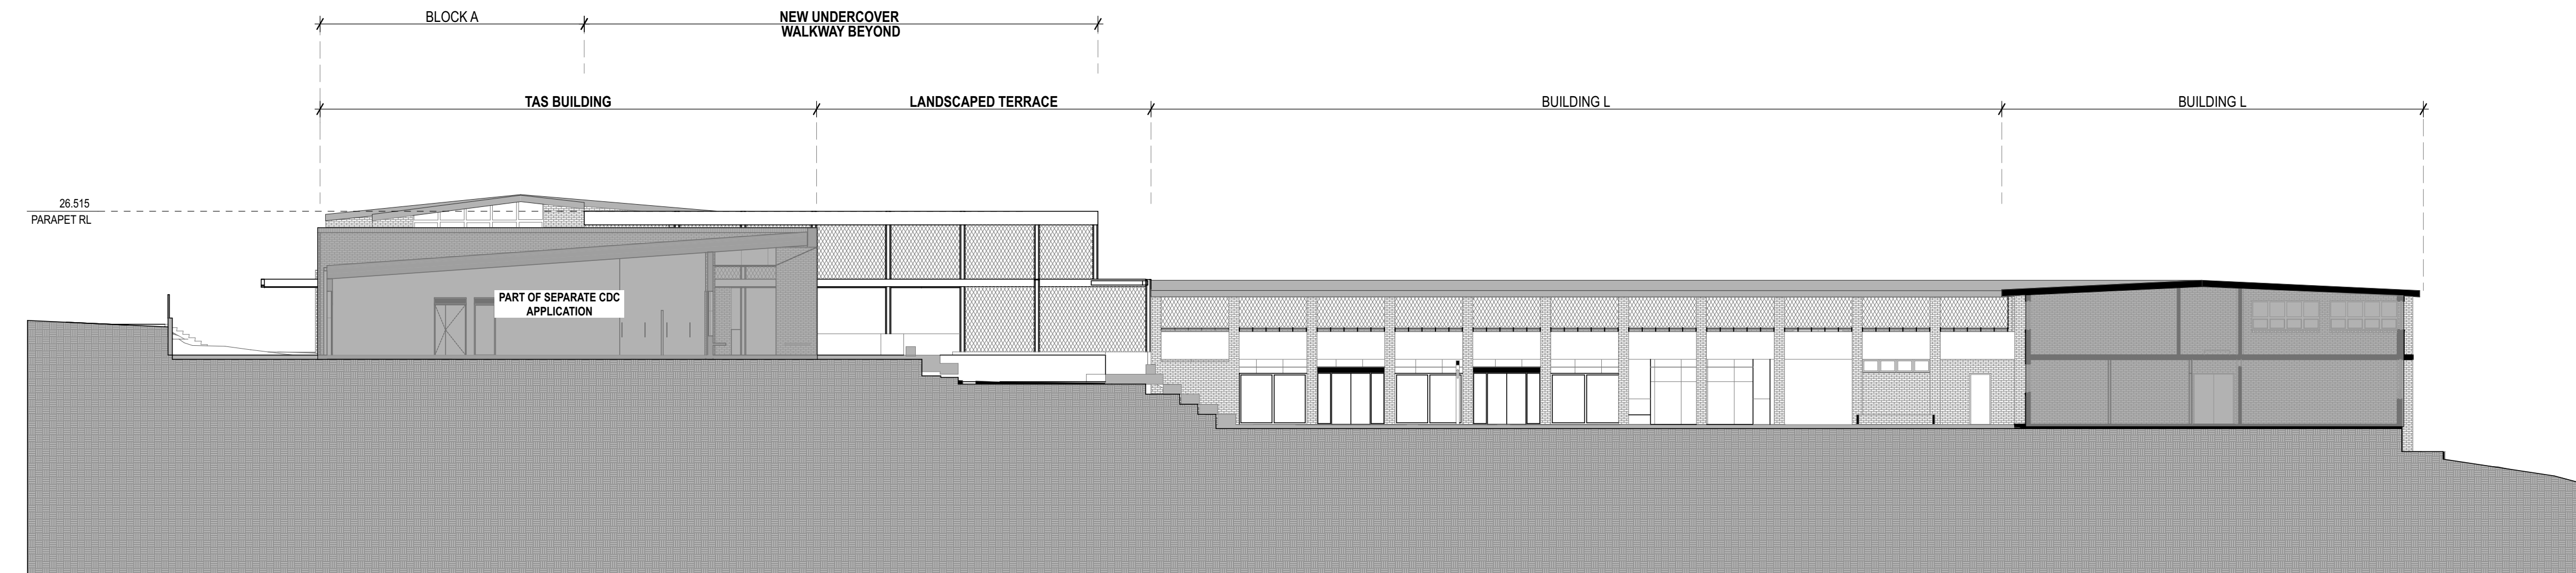 BLOCK A
NEW UNDERCOVER
WALKWAY BEYOND
TAS BUILDING
LANDSCAPED TERRACE
BUILDING L
BUILDING L
26.515
PARAPET RL
PART OF SEPARATE CDC
APPLICATION